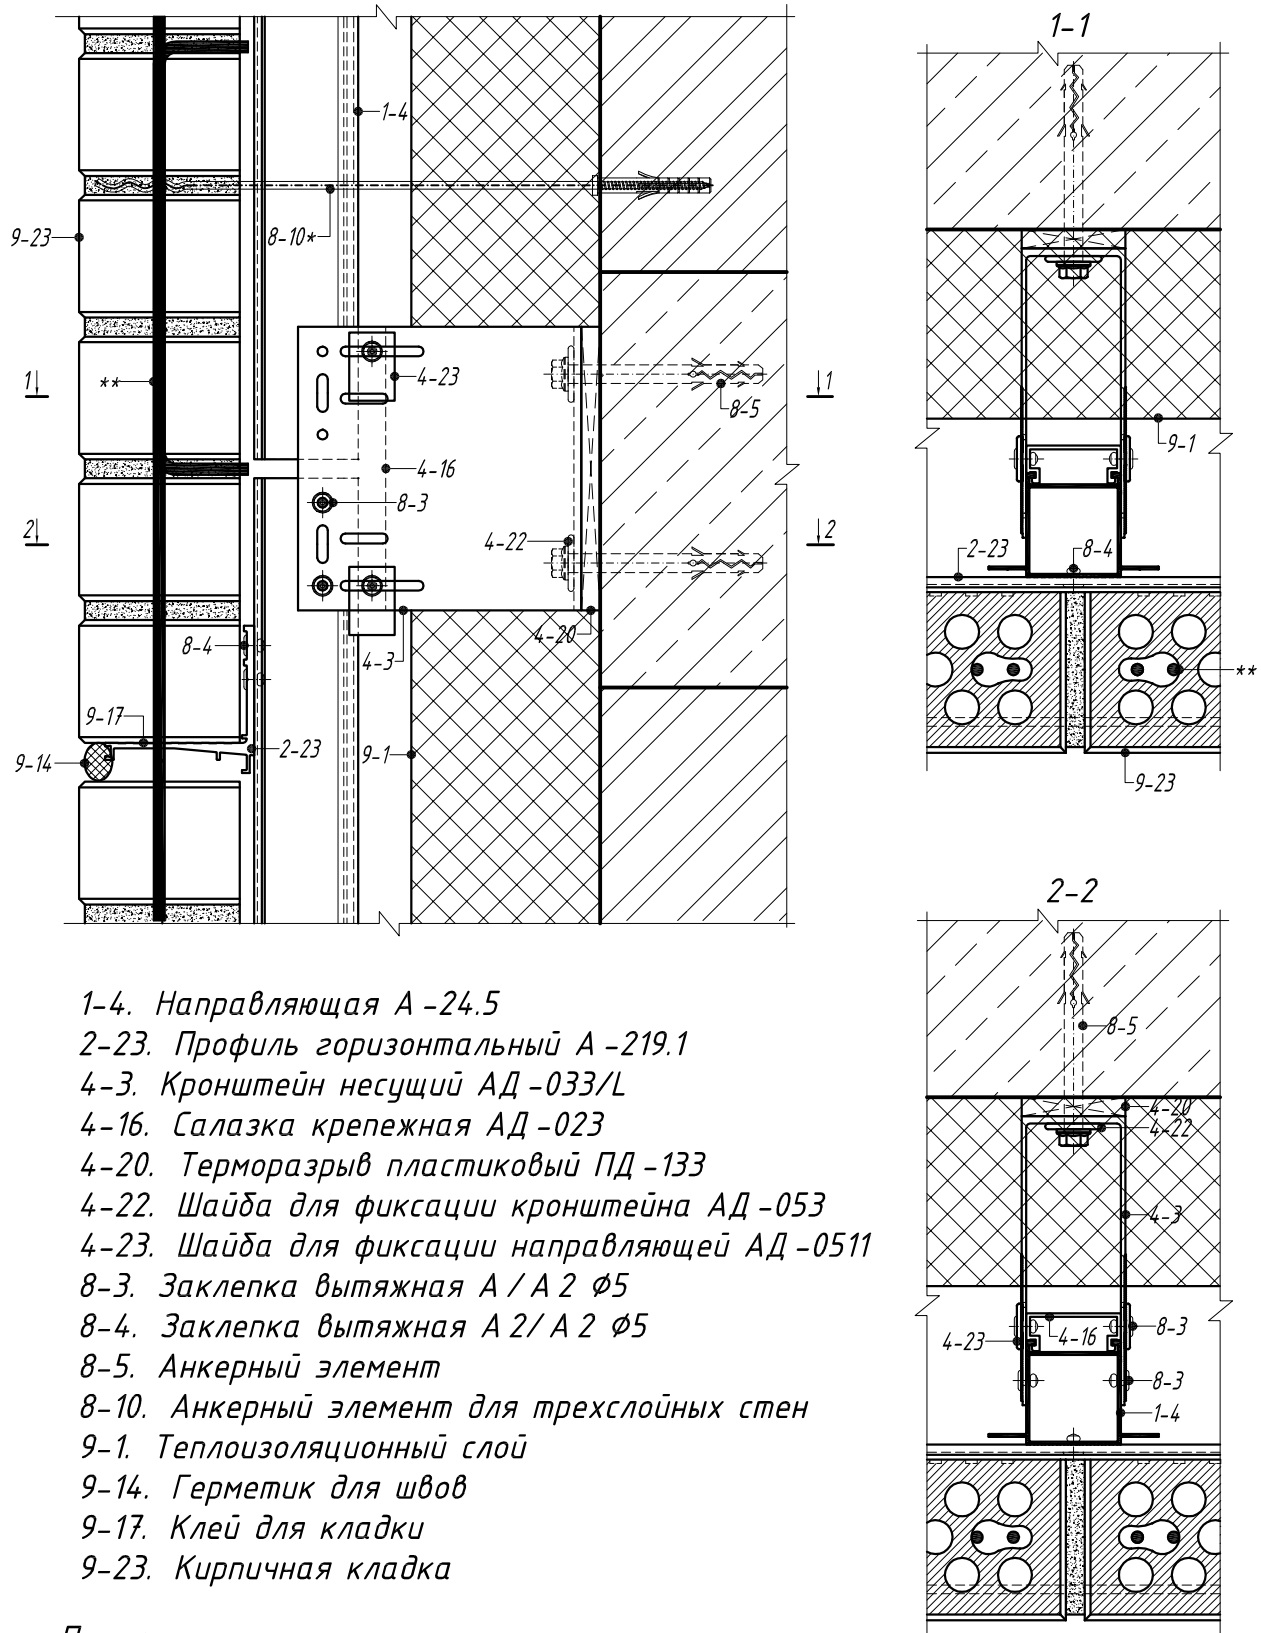 1-1
1-4
9-23
8-10*
1
**
4-23
1
8-5
4-16
8-3
2
4-22
2
8-4
4-20
4-3
9-17
2-23
9-1
9-14
9-1
2-23
8-4
**
9-23
2-2
8-5
4-20
4-22
4-3
4-23
4-16
8-3
8-3
1-4
1-4. Направляющая А-24.5
2-23. Профиль горизонтальный А-219.1
4-3. Кронштейн несущий АД-033/L
4-16. Салазка крепежная АД-023
4-20. Терморазрыв пластиковый ПД-133
4-22. Шайба для фиксации кронштейна АД-053
4-23. Шайба для фиксации направляющей АД-0511
8-3. Заклепка вытяжная А/А2 Ф5
8-4. Заклепка вытяжная А2/А2 Ф5
8-5. Анкерный элемент
8-10. Анкерный элемент для трехслойных стен
9-1. Теплоизоляционный слой
9-14. Герметик для швов
9-17. Клей для кладки
9-23. Кирпичная кладка